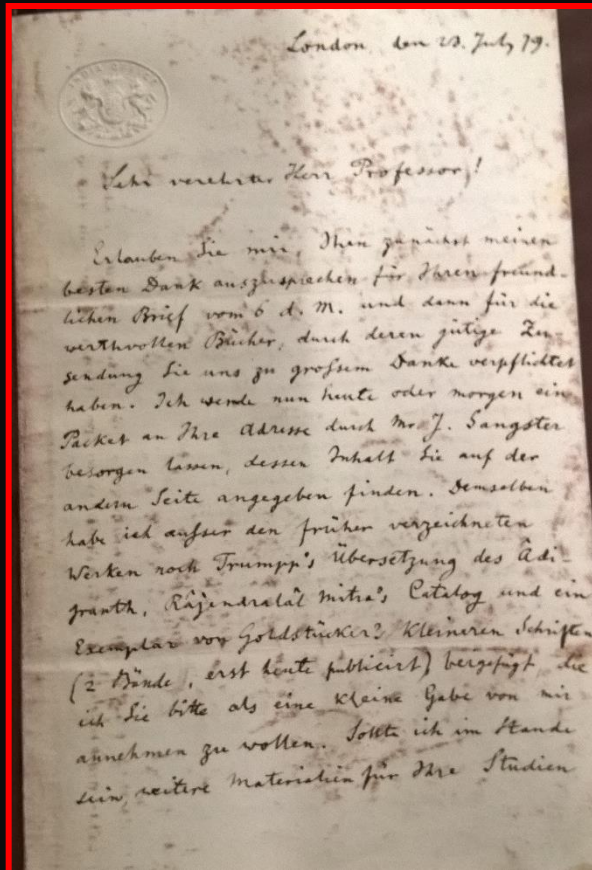 INDIA OFFICE
London, den 23. July 79.
Sehr verehrter Herr Professor!
Erlauben Sie mir, Ihnen zunächst meinen
besten Dank auszusprechen für Ihren freund-
lichen Brief vom 6 d. M. und dann für die
werthvollen Bücher, durch deren gütige Zu-
sendung Sie uns zu grossem Danke verpflichtet
haben. Ich werde nun heute oder morgen ein
Packet an Ihre Adresse durch Mr. J. Sangster
besorgen lassen, dessen Inhalt Sie auf der
andern Seite angegeben finden. Demselben
habe ich ausser den früher verzeichneten
Werken noch Trumpp's Übersetzung des Âdi-
granth, Râjendralâl Mitra's Catalog und ein
Exemplar von Goldstücker's kleineren Schriften
(2 Bände, erst heute publicirt) beigefügt, die
ich Sie bitte als eine kleine Gabe von mir
annehmen zu wollen. Sollte ich im Stande
sein, weitere Materialien für Ihre Studien